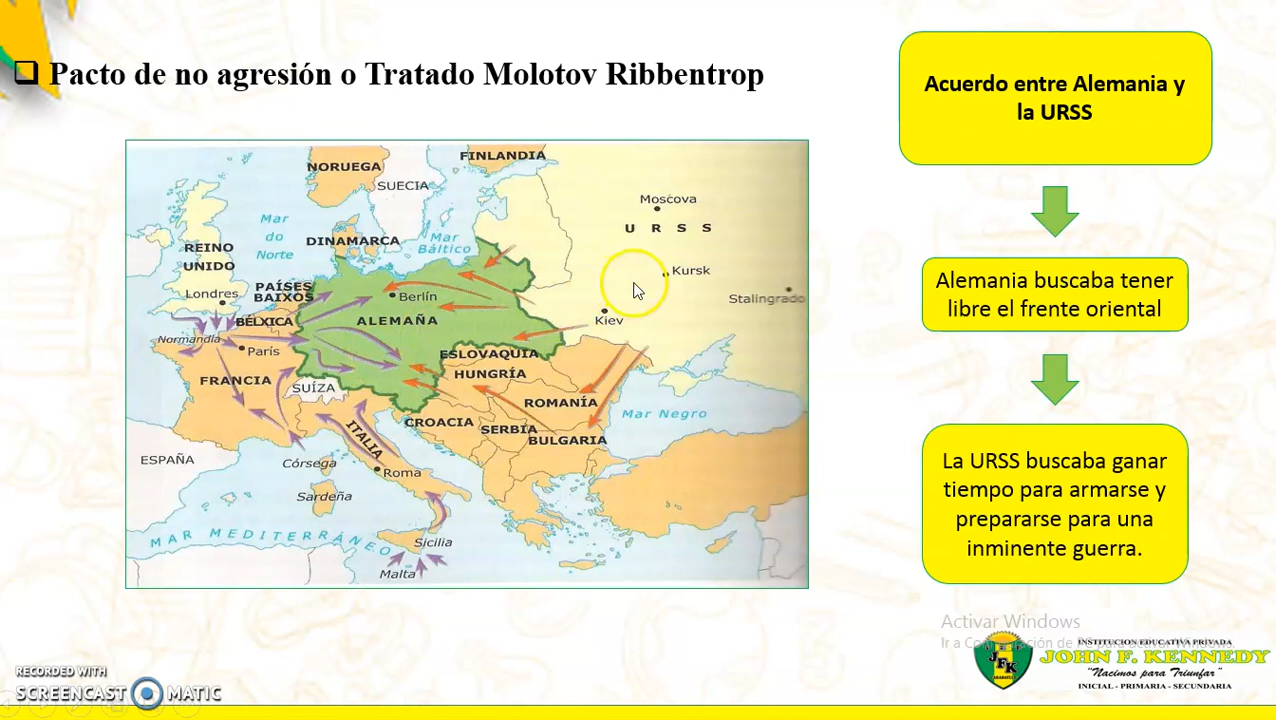 Pacto de no agresión o Tratado Molotov Ribbentrop
Acuerdo entre Alemania y
la URSS
Alemania buscaba tener
libre el frente oriental
La URSS buscaba ganar
tiempo para armarse y
prepararse para una
inminente guerra.
NORUEGA
FINLANDIA
SUECIA
Moscova
U R S S
Mar
do
Norte
DINAMARCA
Mar
Báltico
REINO
UNIDO
Kursk
PAÍSES
BAIXOS
Londres
Berlín
Stalingrado
BÉLXICA
ALEMAÑA
Kiev
Normandía
París
ESLOVAQUIA
FRANCIA
SUÍZA
HUNGRÍA
ROMANÍA
Mar Negro
CROACIA
SERBIA
BULGARIA
ITALIA
ESPAÑA
Córsega
Roma
Sardeña
MAR MEDITERRÁNEO
Sicilia
Malta
Activar Windows
INSTITUCION EDUCATIVA PRIVADA
JFK
JOHN F. KENNEDY
"Nacimos para Triunfar"
INICIAL - PRIMARIA - SECUNDARIA
RECORDED WITH
SCREENCAST MATIC